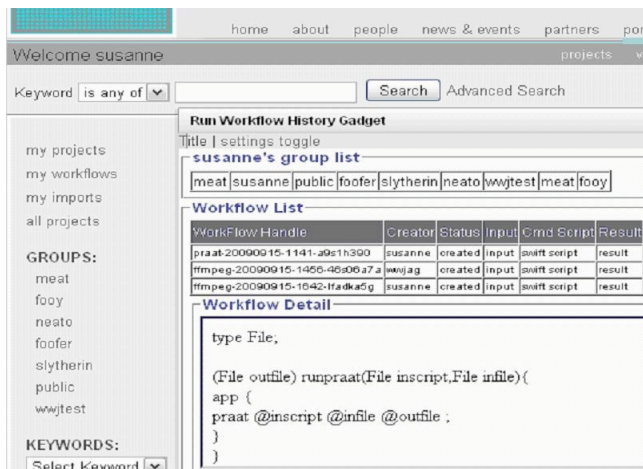 home about people news & events partners
Welcome susanne projects
Keyword is any of Search Advanced Search
my projects
my workflows
my imports
all projects
GROUPS:
meat
fooy
neato
foofer
slytherin
public
wwjtest
KEYWORDS:
Select Keyword
Run Workflow History Gadget
Title | settings toggle
susanne's group list
meat susanne public foofer slytherin neato wwjtest meat fooy
Workflow List
WorkFlow Handle Creator Status Input Cmd Script Result
praat-20090915-1141-a9s1h390 susanne created input swift script result
ffmpeg-20090915-1456-46s06a7a wwjag created input swift script result
ffmpeg-20090915-1642-lfadka5g susanne created input swift script result
Workflow Detail
type File;
(File outfile) runpraat(File inscript,File infile){
app {
praat @inscript @infile @outfile ;
}
}